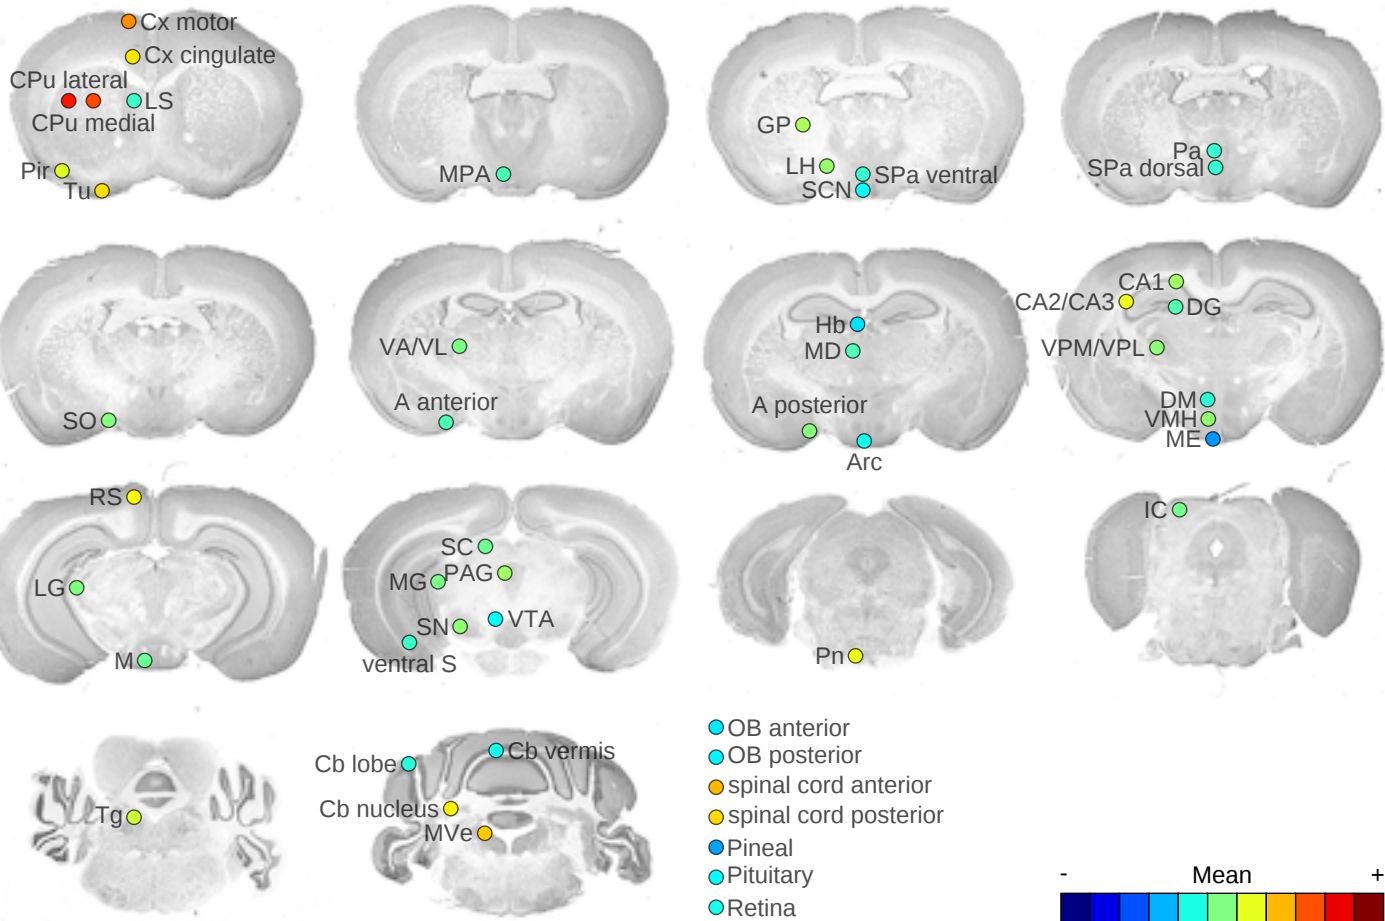 Cx motor
Cx cingulate
CPu lateral
LS
CPu medial
Pir
Tu
MPA
GP
LH
SPa ventral
SCN
Pa
SPa dorsal
SO
VA/VL
A anterior
Hb
MD
A posterior
Arc
CA1
CA2/CA3
DG
VPM/VPL
DM
VMH
ME
RS
LG
M
SC
MG
PAG
SN
VTA
ventral S
Pn
IC
Tg
Cb lobe
Cb vermis
Cb nucleus
MVe
OB anterior
OB posterior
spinal cord anterior
spinal cord posterior
Pineal
Pituitary
Retina
- Mean +